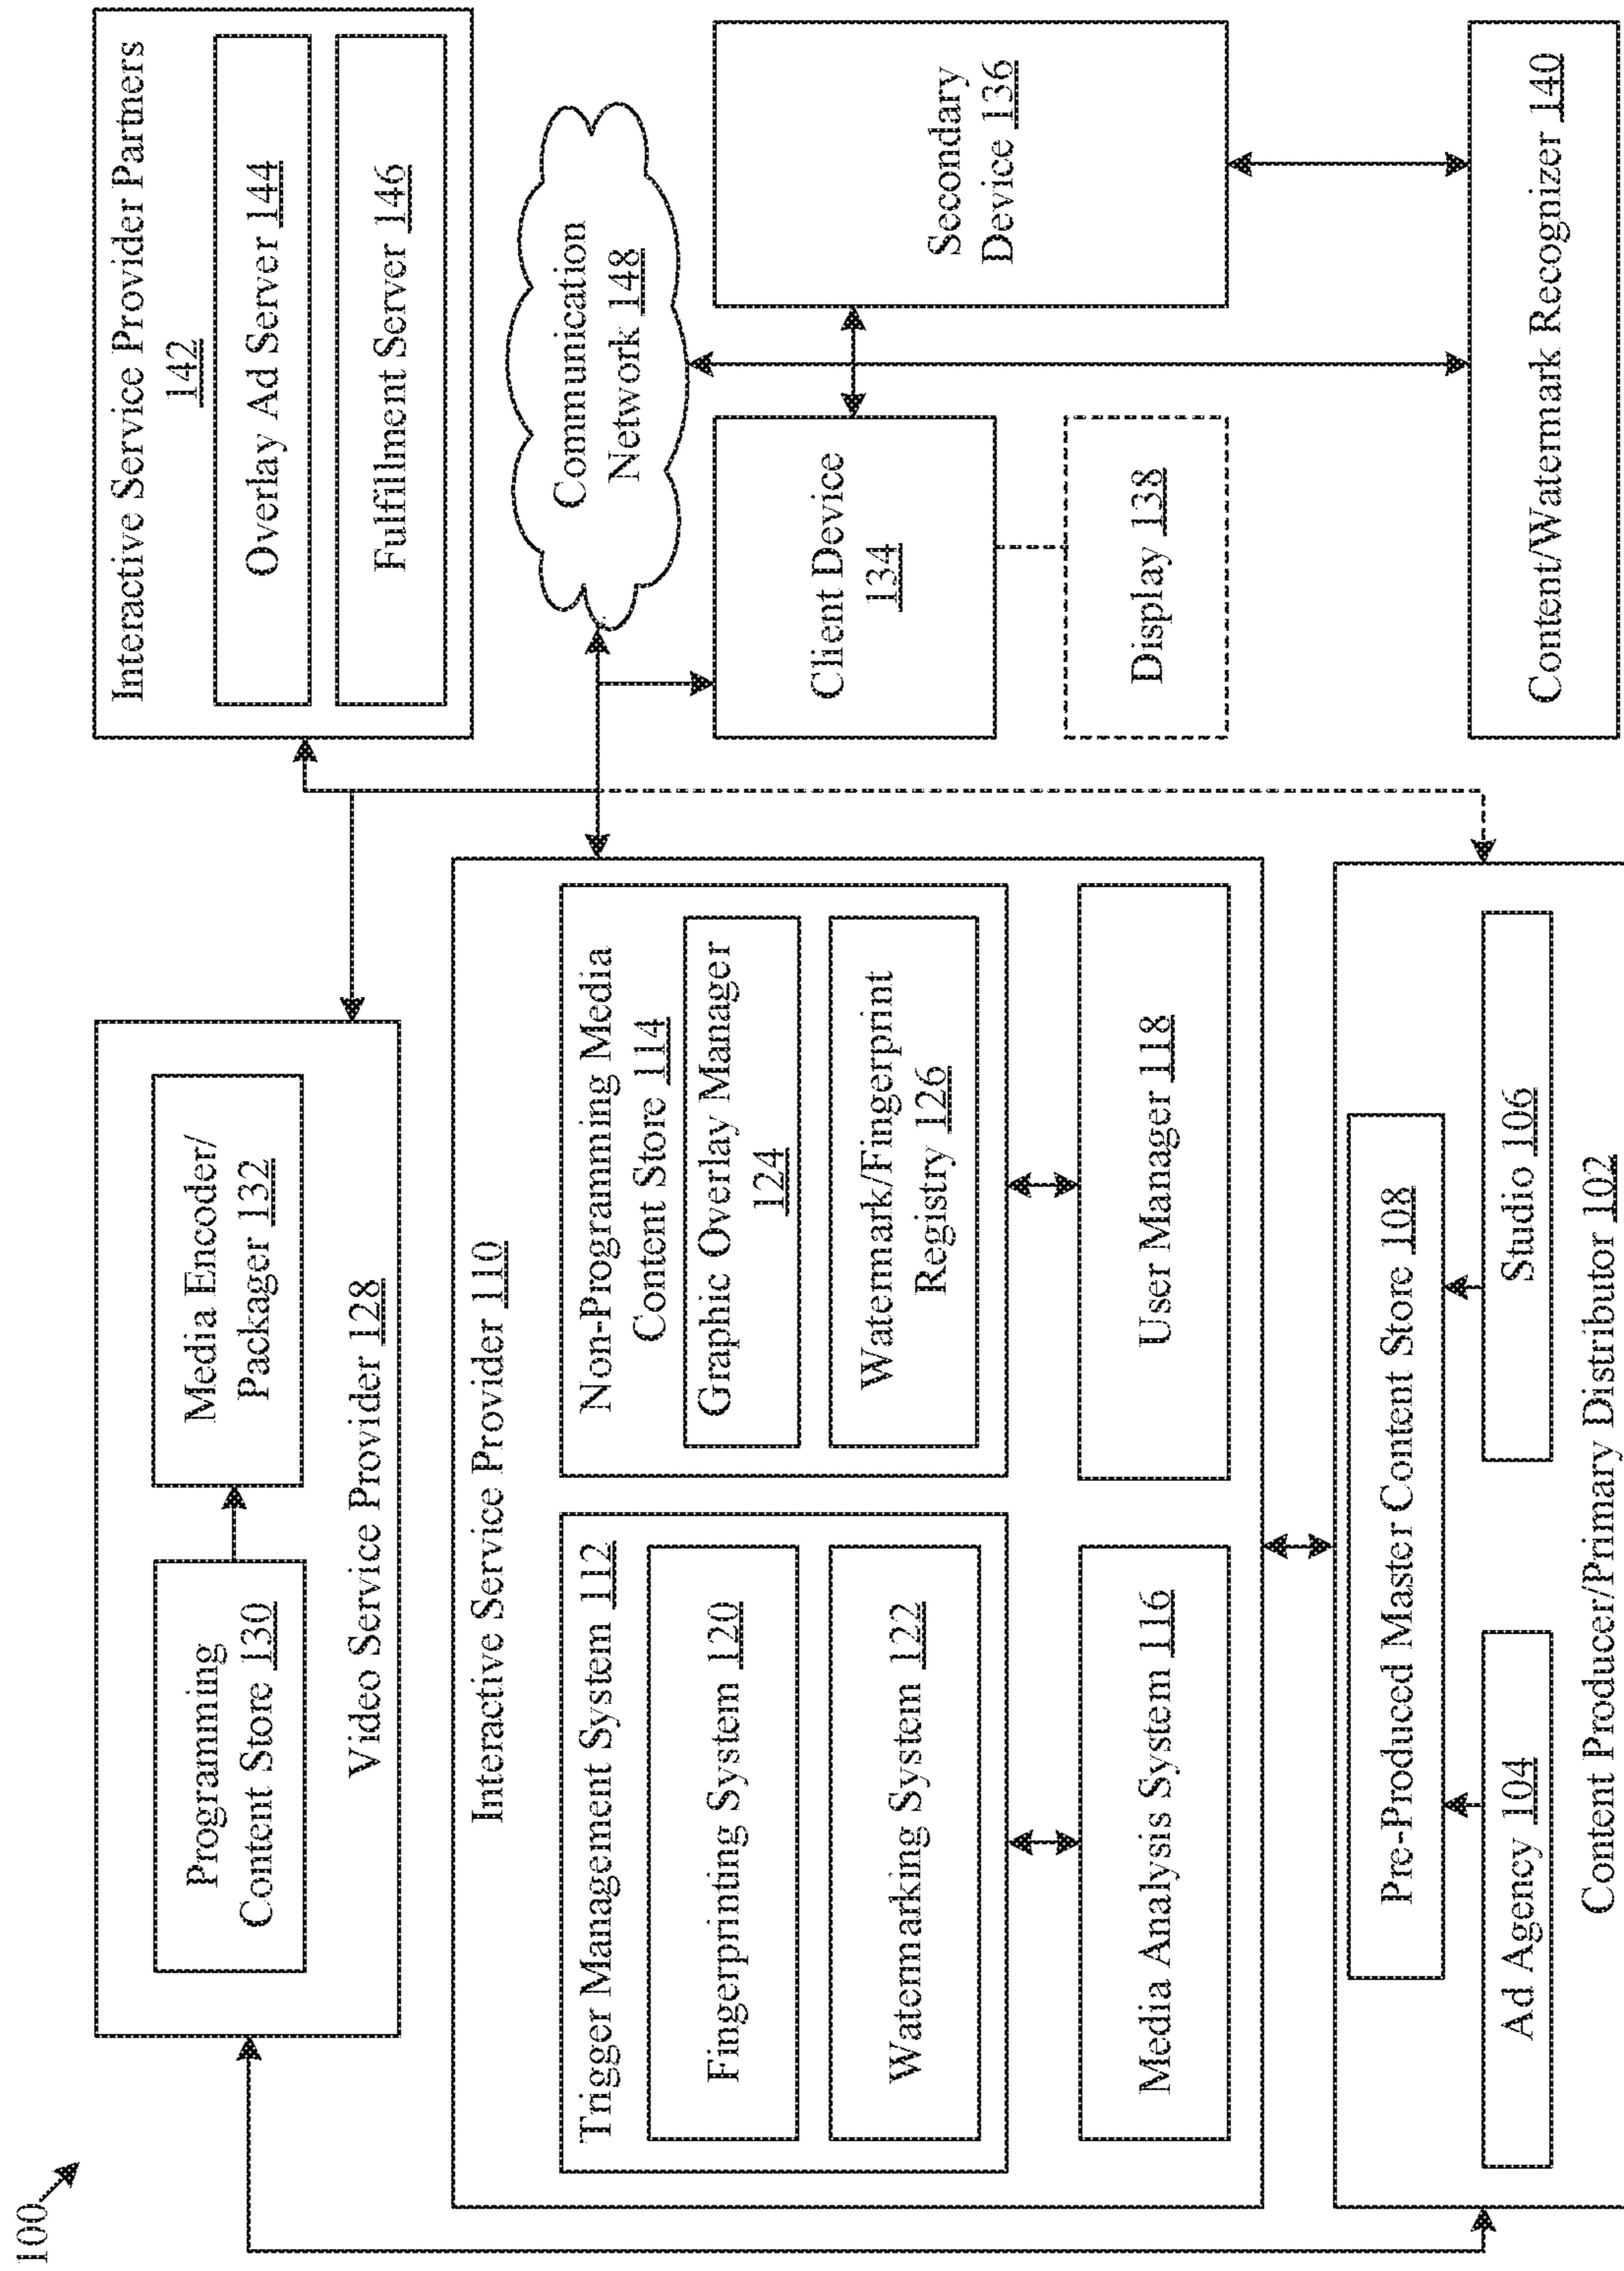 100
Programming
Content Store 130
Media Encoder/
Packager 132
Video Service Provider 128
Interactive Service Provider Partners
142
Overlay Ad Server 144
Fulfillment Server 146
Interactive Service Provider 110
Trigger Management System 112
Fingerprinting System 120
Watermarking System 122
Media Analysis System 116
Non-Programming Media
Content Store 114
Graphic Overlay Manager
124
Watermark/Fingerprint
Registry 126
User Manager 118
Communication
Network 148
Client Device
134
Display 138
Secondary
Device 136
Pre-Produced Master Content Store 108
Ad Agency 104
Studio 106
Content Producer/Primary Distributor 102
Content/Watermark Recognizer 140